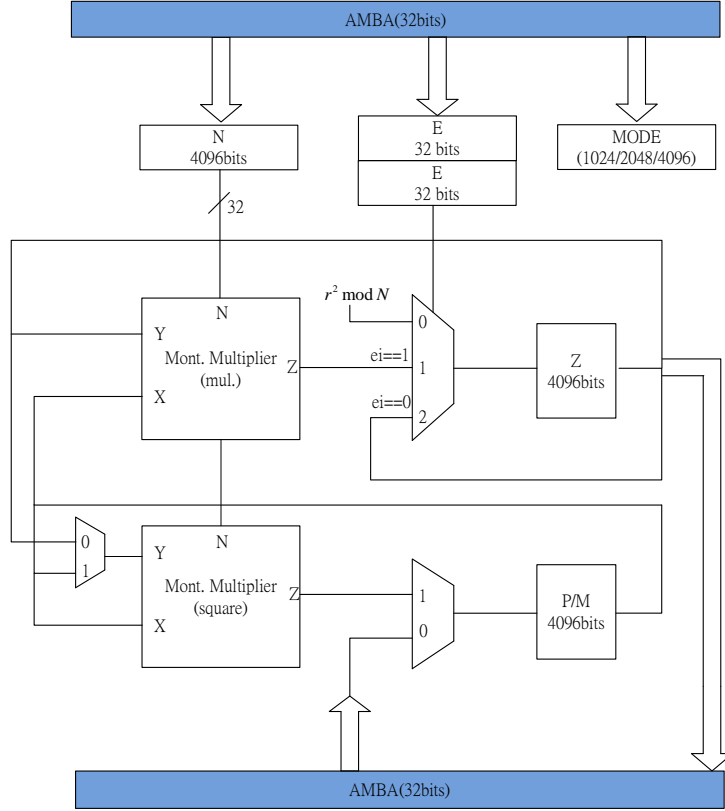 AMBA(32bits)
N
4096bits
E
32 bits
E
32 bits
MODE
(1024/2048/4096)
32
r² mod N
N
Y
Mont. Multiplier
(mul.)
Z
X
ei==1
ei==0
0
1
2
Z
4096bits
0
1
N
Y
Mont. Multiplier
(square)
Z
X
1
0
P/M
4096bits
AMBA(32bits)